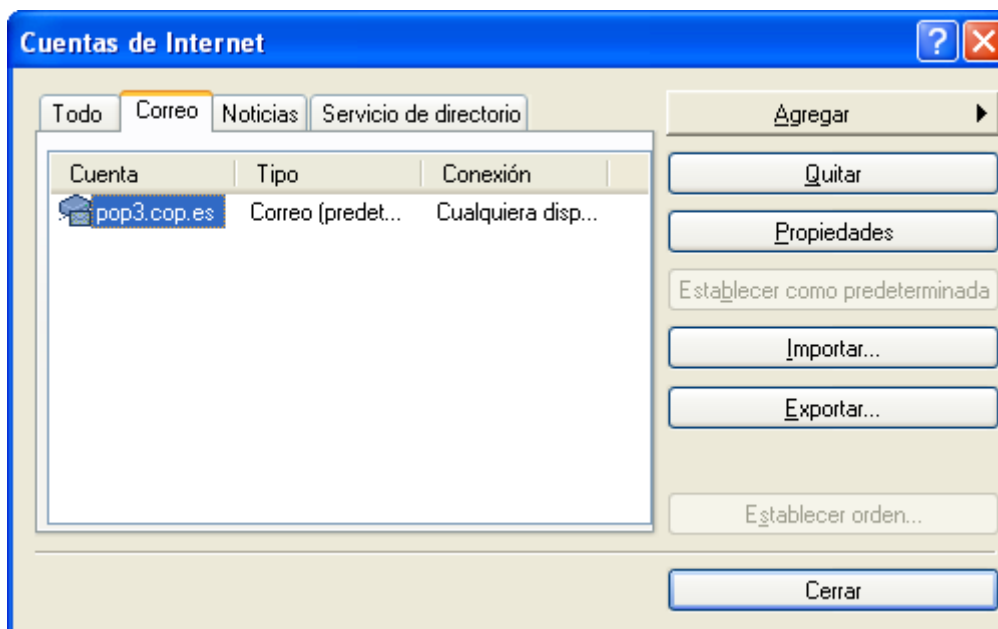 Cuentas de Internet
Todo Correo Noticias Servicio de directorio
Agregar
Cuenta Tipo Conexión
Quitar
pop3.cop.es Correo (predet... Cualquiera disp...
Propiedades
Establecer como predeterminada
Importar...
Exportar...
Establecer orden...
Cerrar